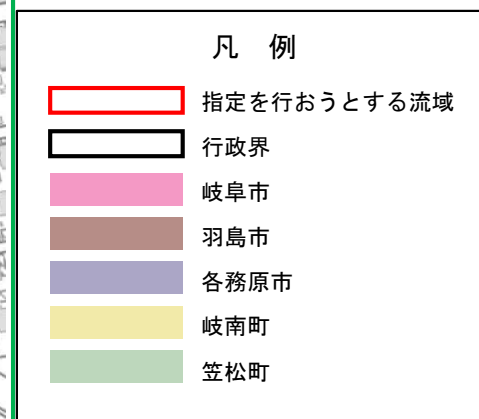 凡 例
指定を行おうとする流域
行政界
岐阜市
羽島市
各務原市
岐南町
笠松町